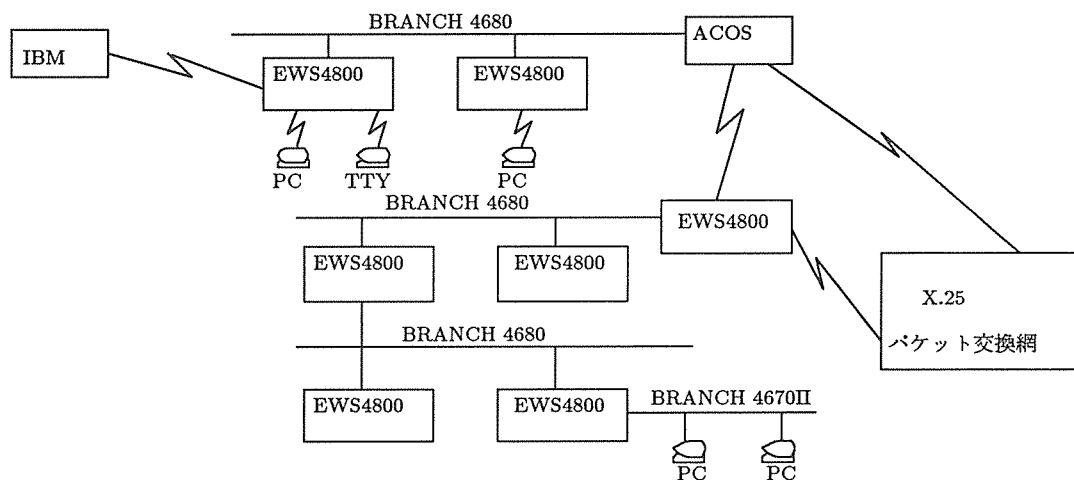 BRANCH 4680
IBM
ACOS
EWS4800
EWS4800
PC
TTY
PC
BRANCH 4680
EWS4800
EWS4800
EWS4800
X.25
パケット交換網
BRANCH 4680
EWS4800
EWS4800
BRANCH 4670II
PC
PC